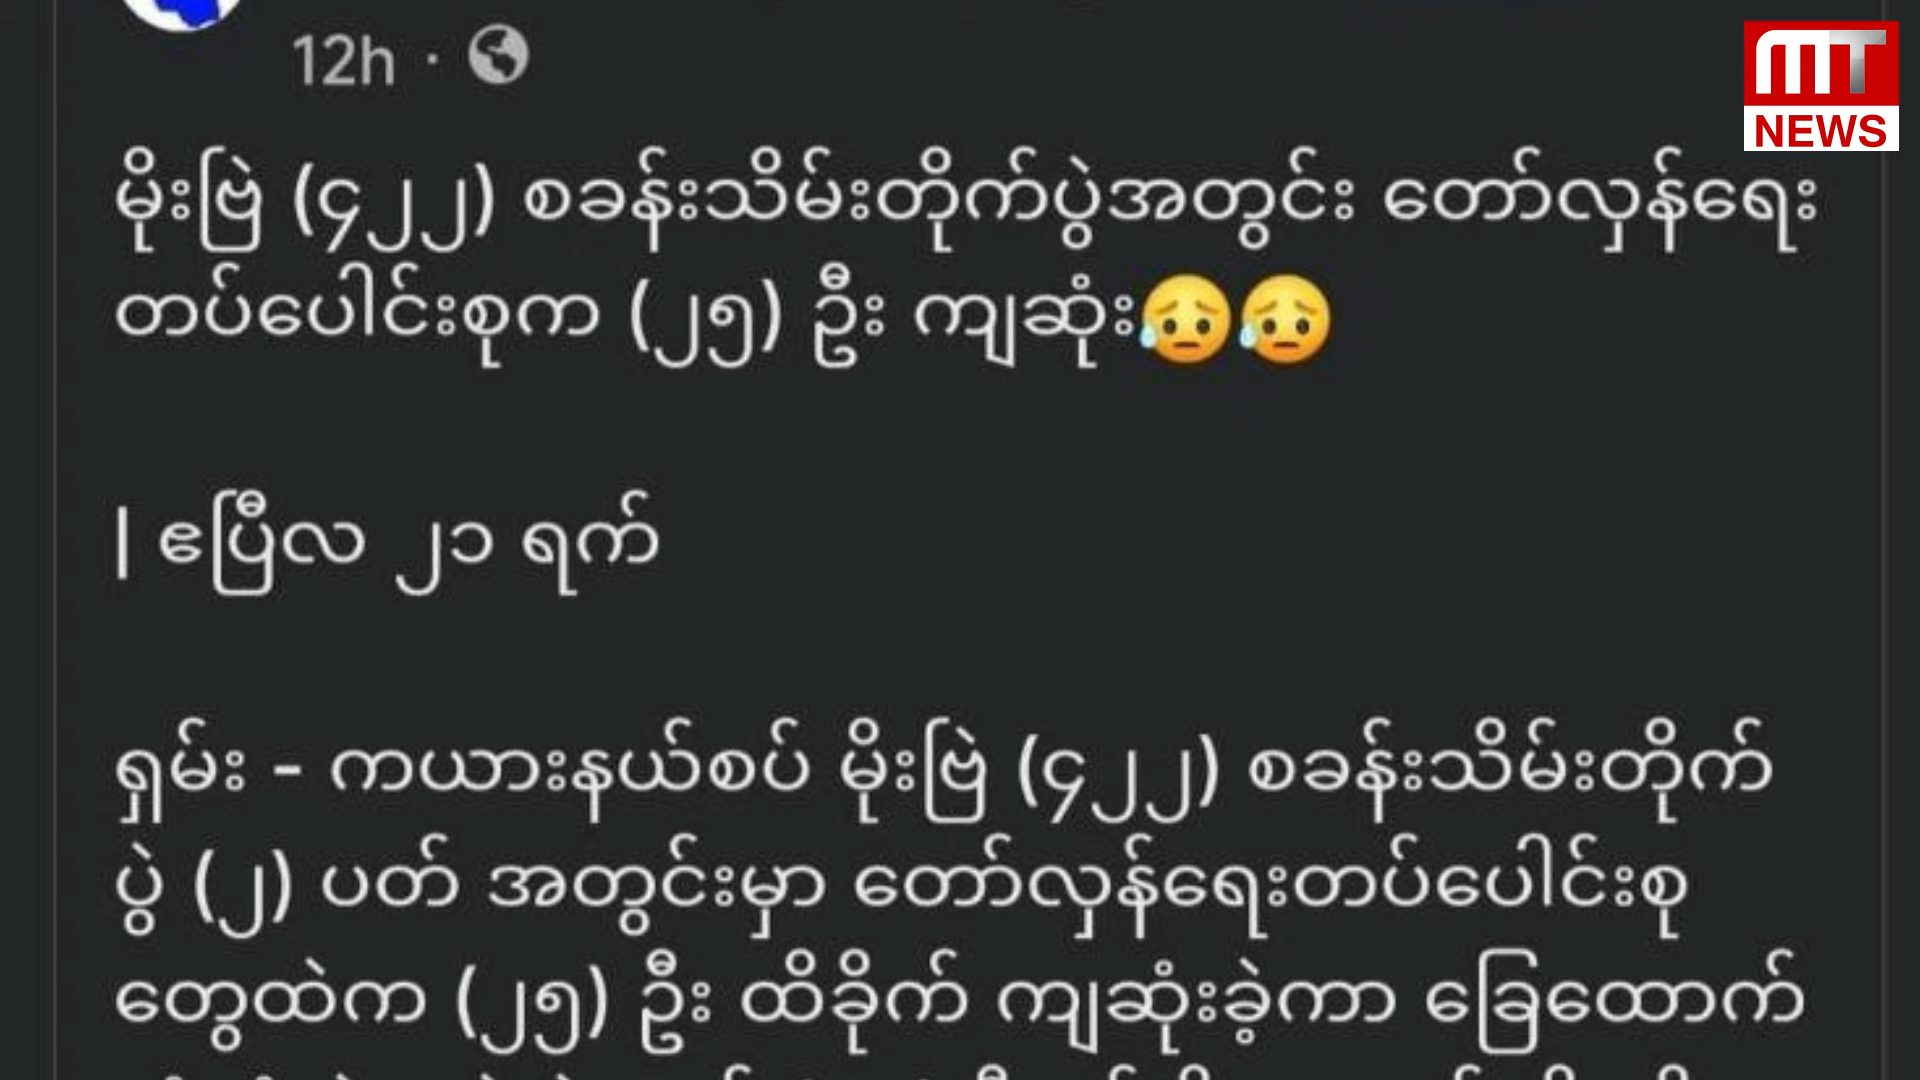 12h ·
MT
NEWS
မိုးဗြဲ (၄၂၂) စခန်းသိမ်းတိုက်ပွဲအတွင်း တော်လှန်ရေး
တပ်ပေါင်းစုက (၂၅) ဦး ကျဆုံး😥😥
| ဧပြီလ ၂၁ ရက်
ရှမ်း - ကယားနယ်စပ် မိုးဗြဲ (၄၂၂) စခန်းသိမ်းတိုက်
ပွဲ (၂) ပတ် အတွင်းမှာ တော်လှန်ရေးတပ်ပေါင်းစု
တွေထဲက (၂၅) ဦး ထိခိုက် ကျဆုံးခဲ့ကာ ခြေထောက်